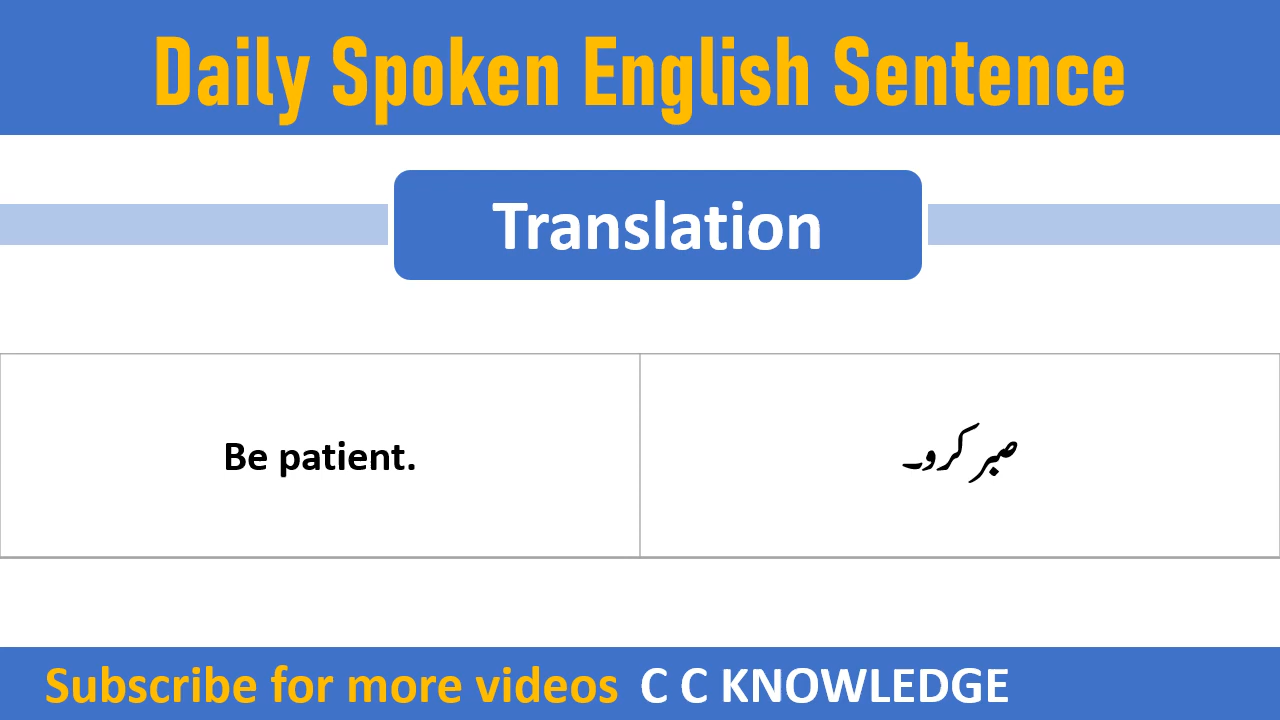 Daily Spoken English Sentence
Translation
Be patient.
صبر کرو۔
Subscribe for more videos C C KNOWLEDGE